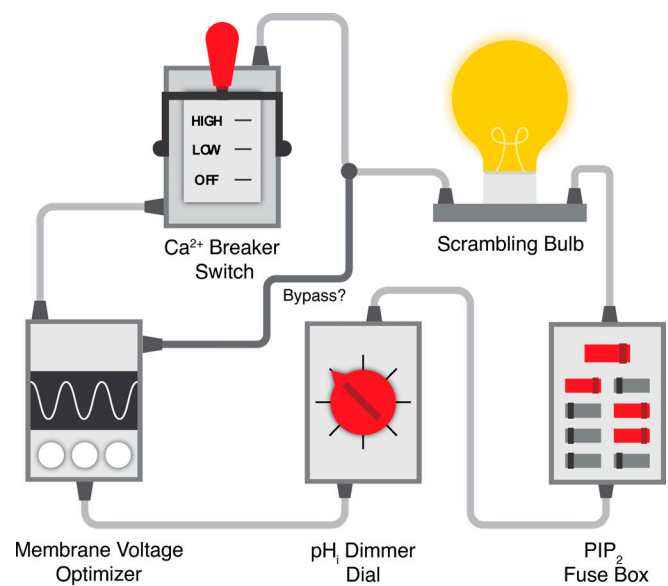 HIGH —
LOW —
OFF —
Ca²⁺ Breaker
Switch
Scrambling Bulb
Bypass?
Membrane Voltage
Optimizer
pHᵢ Dimmer
Dial
PIP₂
Fuse Box